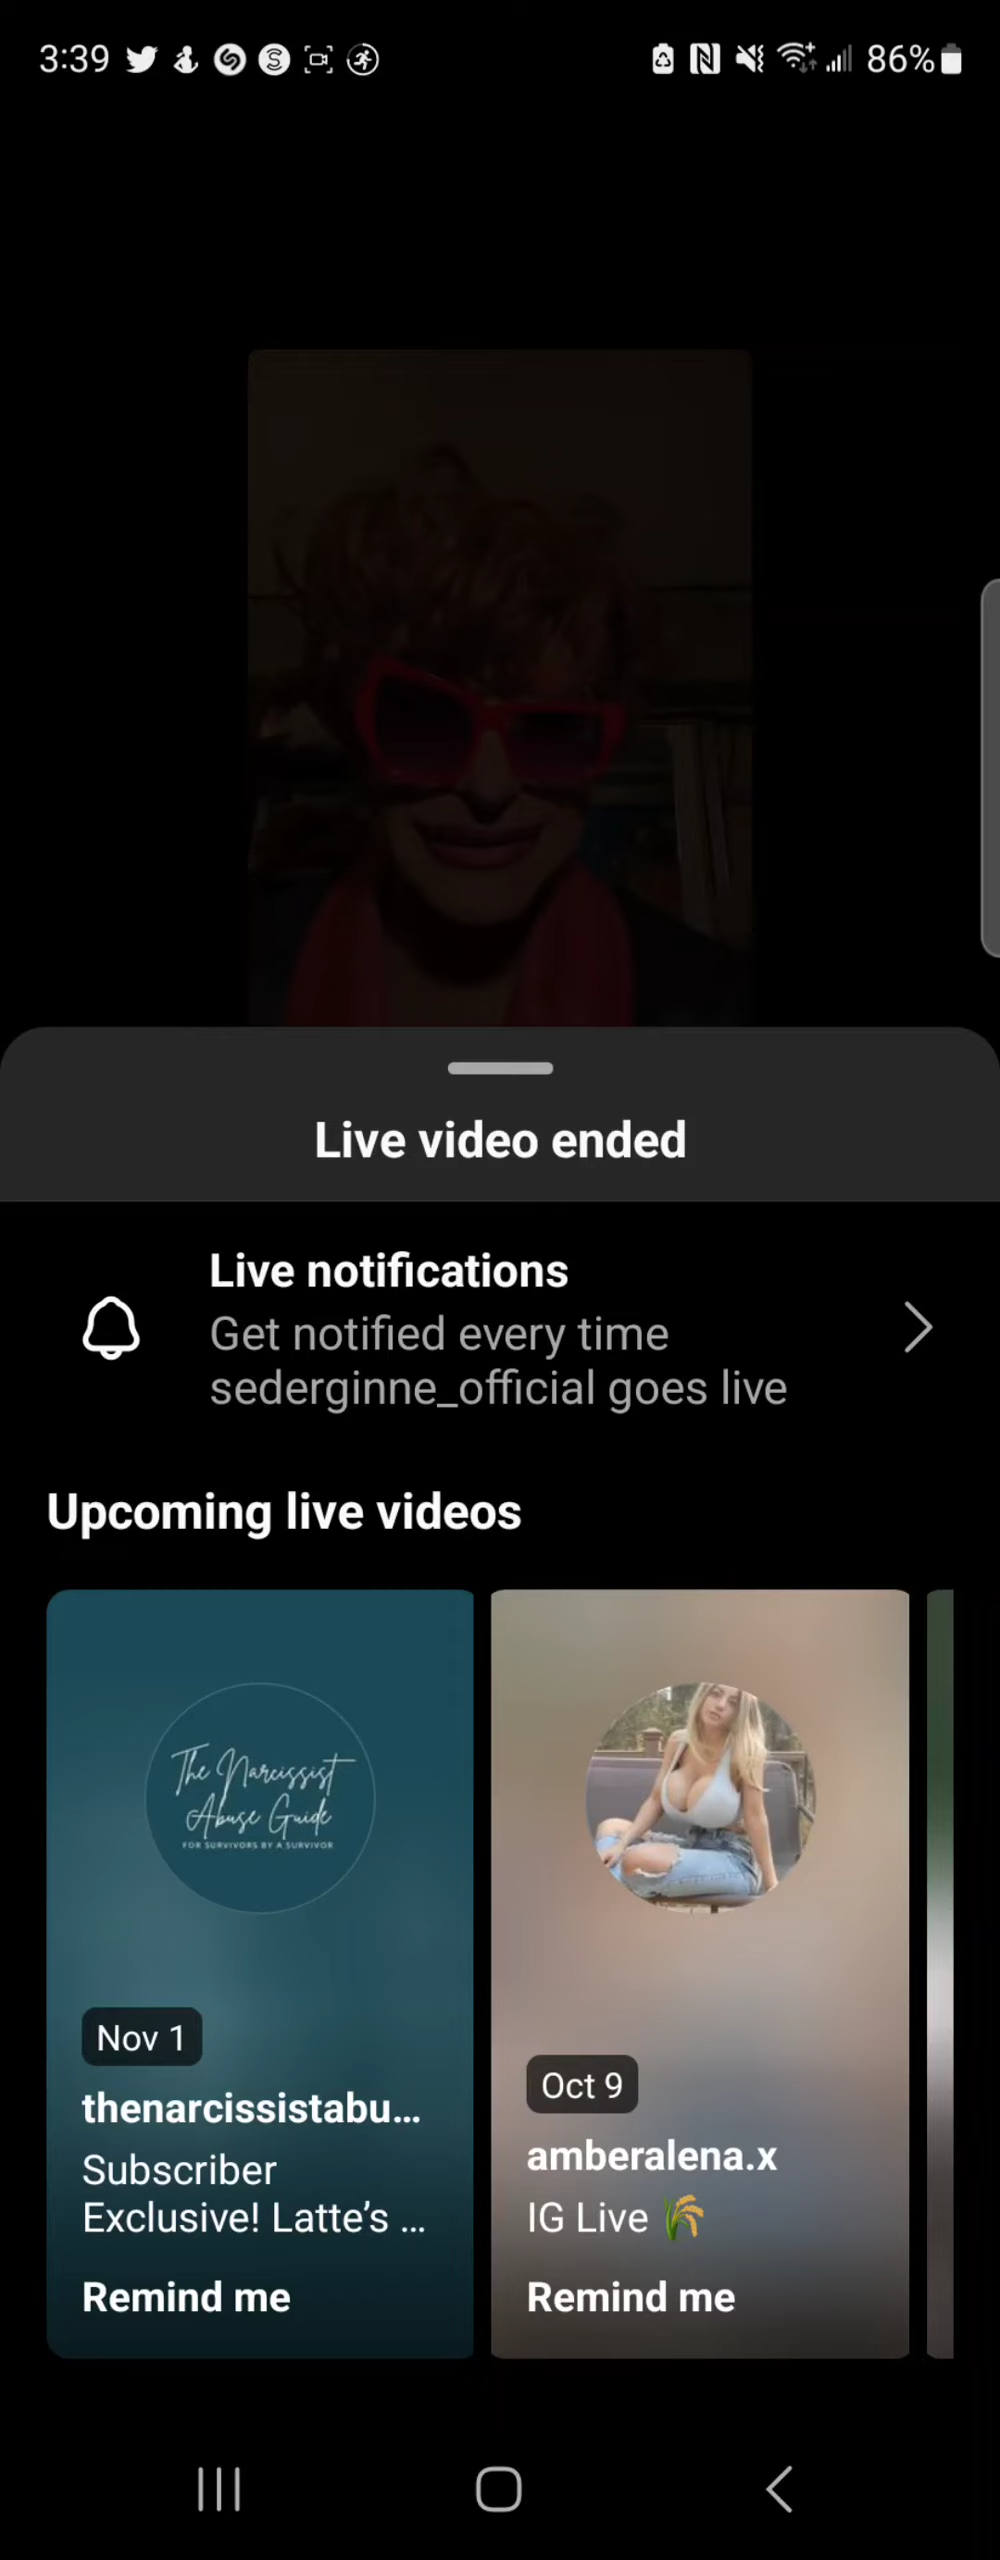 3:39
86%
Live video ended
Live notifications
Get notified every time
sederginne_official goes live
Upcoming live videos
The Narcissist
Abuse Guide
FOR SURVIVORS BY A SURVIVOR
Nov 1
thenarcissistabu...
Subscriber
Exclusive! Latte’s ...
Remind me
Oct 9
amberalena.x
IG Live 🌾
Remind me